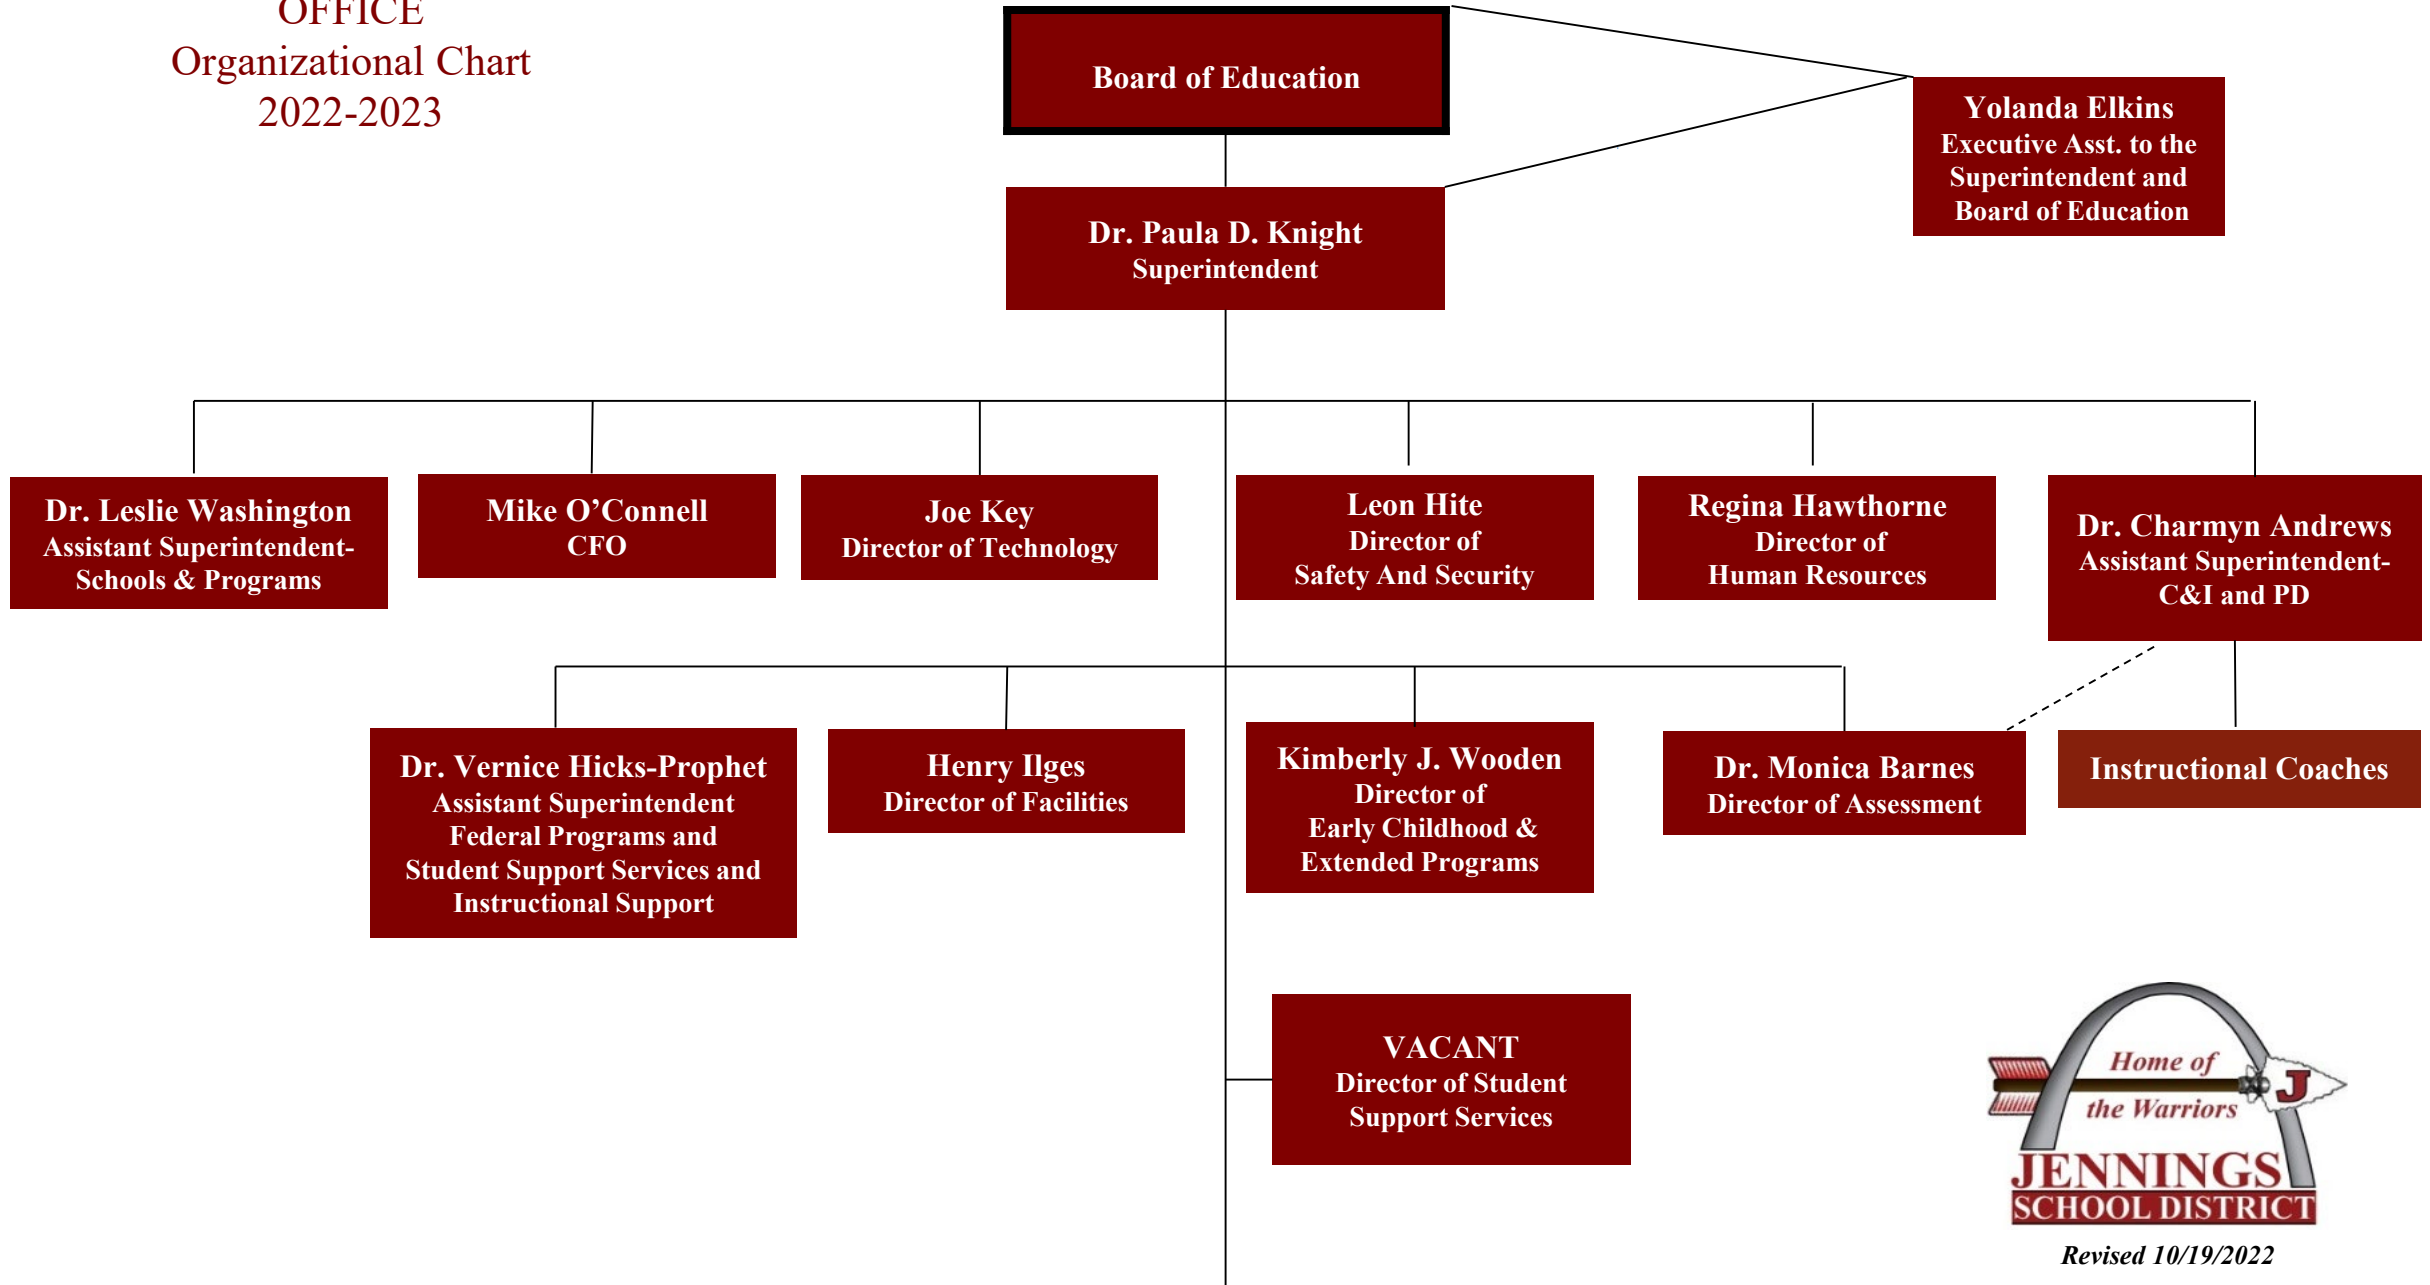 OFFICE
Organizational Chart
2022-2023
Board of Education
Yolanda Elkins
Executive Asst. to the
Superintendent and
Board of Education
Dr. Paula D. Knight
Superintendent
Dr. Leslie Washington
Assistant Superintendent-
Schools & Programs
Mike O’Connell
CFO
Joe Key
Director of Technology
Leon Hite
Director of
Safety And Security
Regina Hawthorne
Director of
Human Resources
Dr. Charmyn Andrews
Assistant Superintendent-
C&I and PD
Dr. Vernice Hicks-Prophet
Assistant Superintendent
Federal Programs and
Student Support Services and
Instructional Support
Henry Ilges
Director of Facilities
Kimberly J. Wooden
Director of
Early Childhood &
Extended Programs
Dr. Monica Barnes
Director of Assessment
Instructional Coaches
VACANT
Director of Student
Support Services
Home of
the Warriors
J
JENNINGS
SCHOOL DISTRICT
Revised 10/19/2022